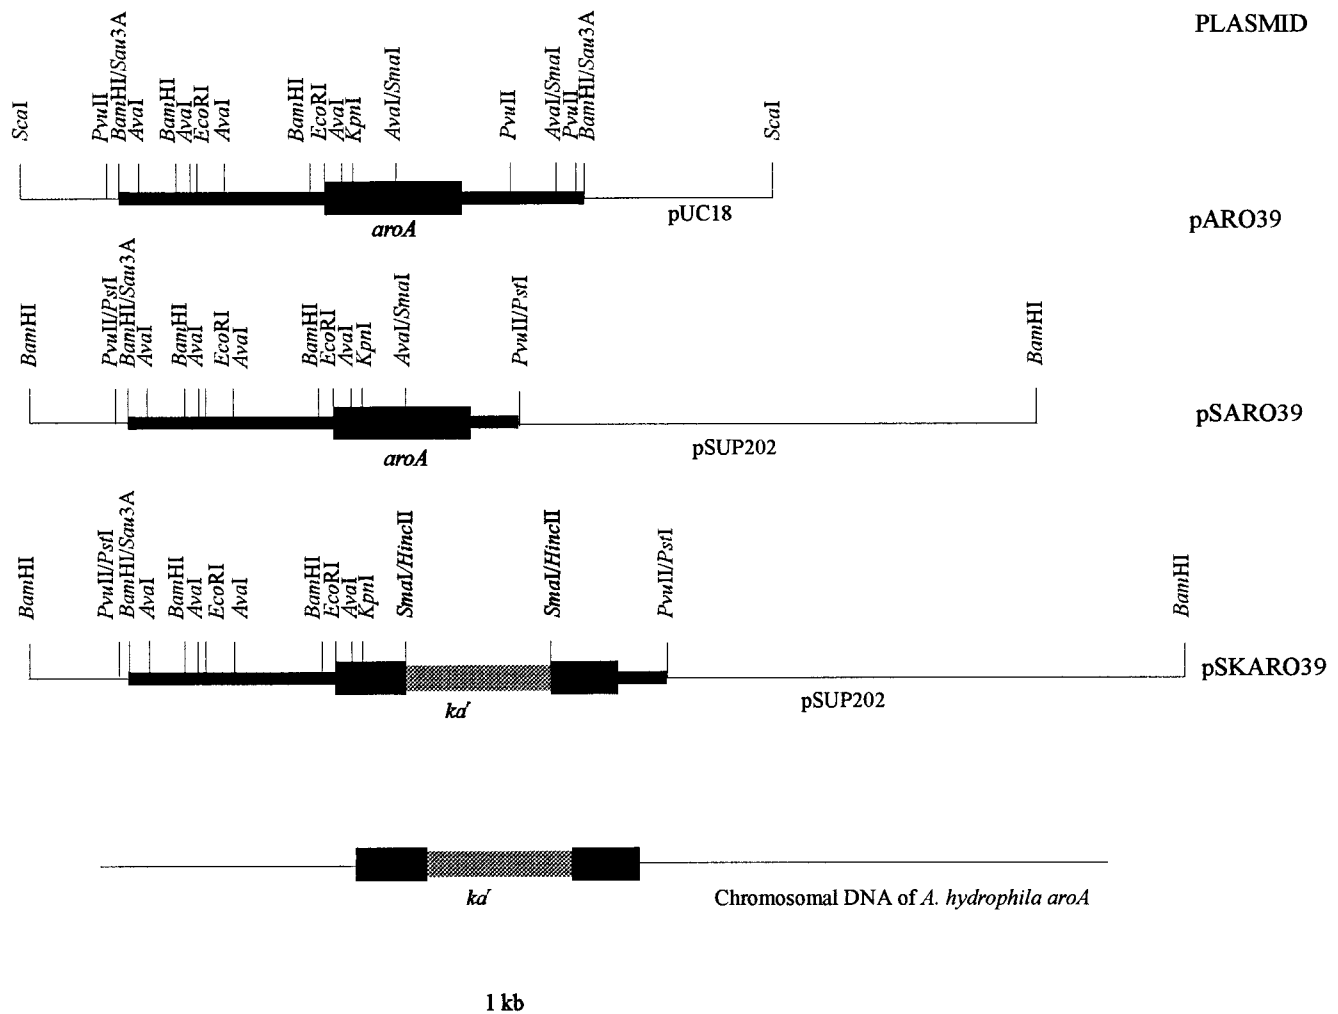 PLASMID
ScaI
PvuII
BamHI/Sau3A
AvaI
BamHI
AvaI
EcoRI
AvaI
BamHI
EcoRI
AvaI
KpnI
AvaI/SmaI
PvuII
AvaI/SmaI
PvuII
BamHI/Sau3A
ScaI
aroA
pUC18
pARO39
BamHI
PvuII/PstI
BamHI/Sau3A
AvaI
BamHI
AvaI
EcoRI
AvaI
BamHI
EcoRI
AvaI
KpnI
AvaI/SmaI
PvuII/PstI
BamHI
aroA
pSUP202
pSARO39
BamHI
PvuII/PstI
BamHI/Sau3A
AvaI
BamHI
AvaI
EcoRI
AvaI
BamHI
EcoRI
AvaI
KpnI
SmaI/HincII
SmaI/HincII
PvuII/PstI
BamHI
kaʳ
pSUP202
pSKARO39
kaʳ
Chromosomal DNA of A. hydrophila aroA
1 kb